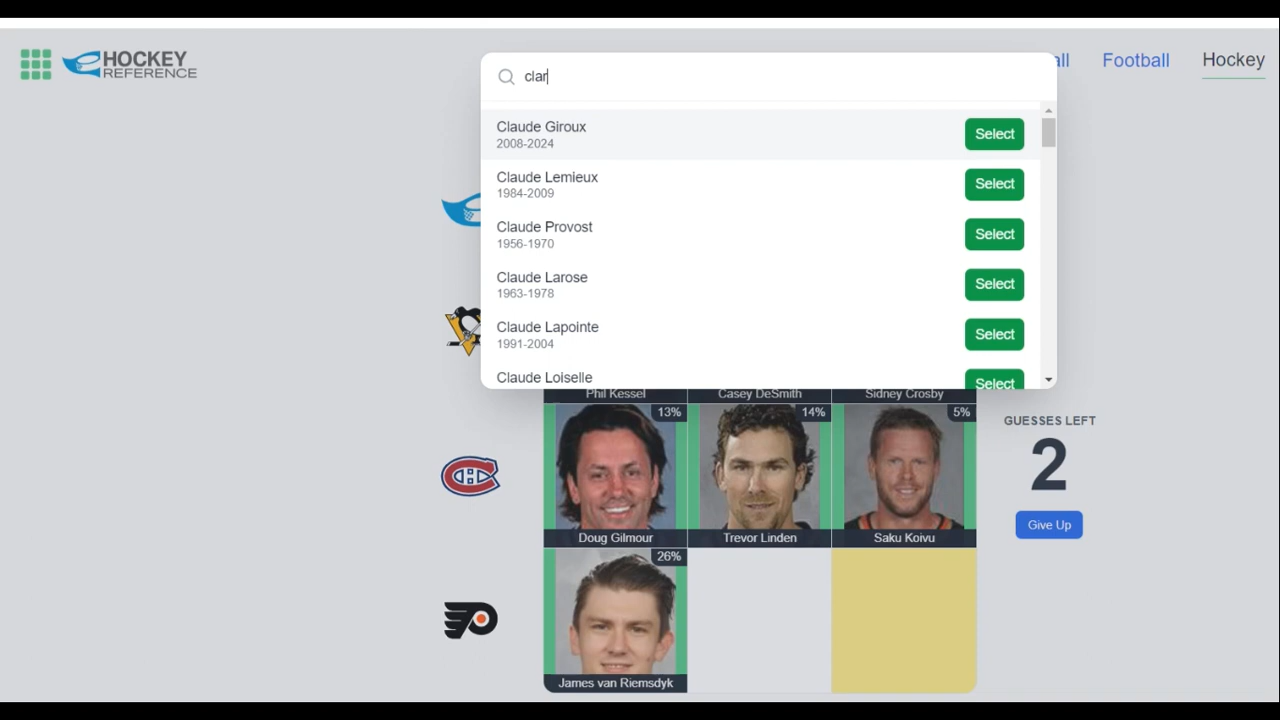 HOCKEY
REFERENCE
clar
all
Football
Hockey
Claude Giroux
2008-2024
Select
Claude Lemieux
1984-2009
Select
Claude Provost
1956-1970
Select
Claude Larose
1963-1978
Select
Claude Lapointe
1991-2004
Select
Claude Loiselle
Select
Phil Kessel
Casey DeSmith
Sidney Crosby
13%
14%
5%
GUESSES LEFT
2
Give Up
Doug Gilmour
Trevor Linden
Saku Koivu
26%
James van Riemsdyk